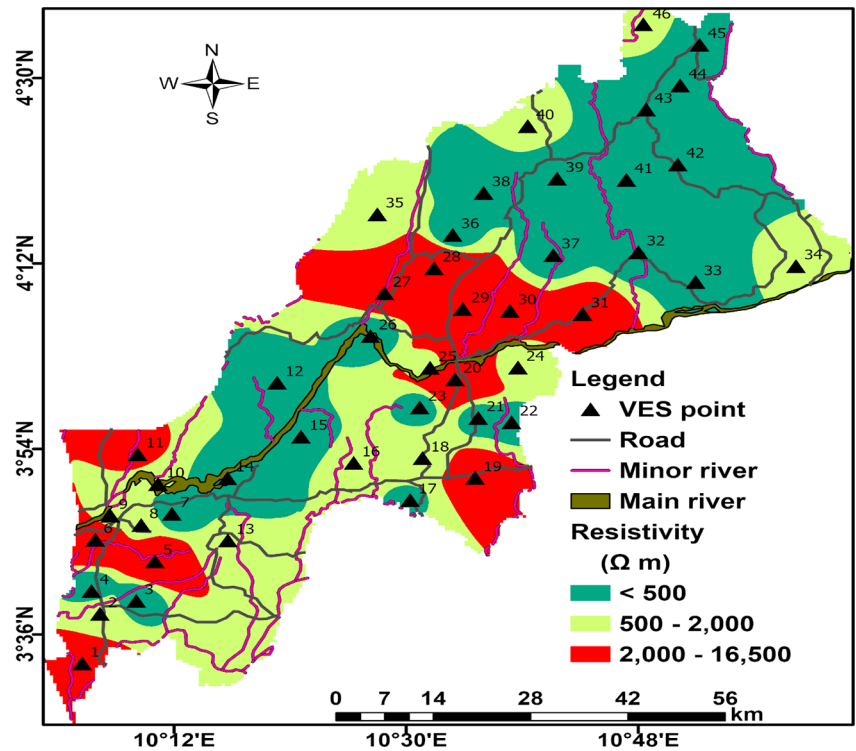 46
45
N
4°30'N
44
W E
43
S
40
42
39
41
38
35
36
37
32
4°12'N
28
34
33
27
29
30
31
26
25
24
20
12
Legend
23
21
22
VES point
15
Road
3°54'N
11
18
16
Minor river
10
14
19
17
Main river
9
7
8
13
Resistivity
6
(Ω m)
5
4
< 500
3
2
500 - 2,000
3°36'N
1
2,000 - 16,500
0 7 14 28 42 56
km
10°12'E 10°30'E 10°48'E